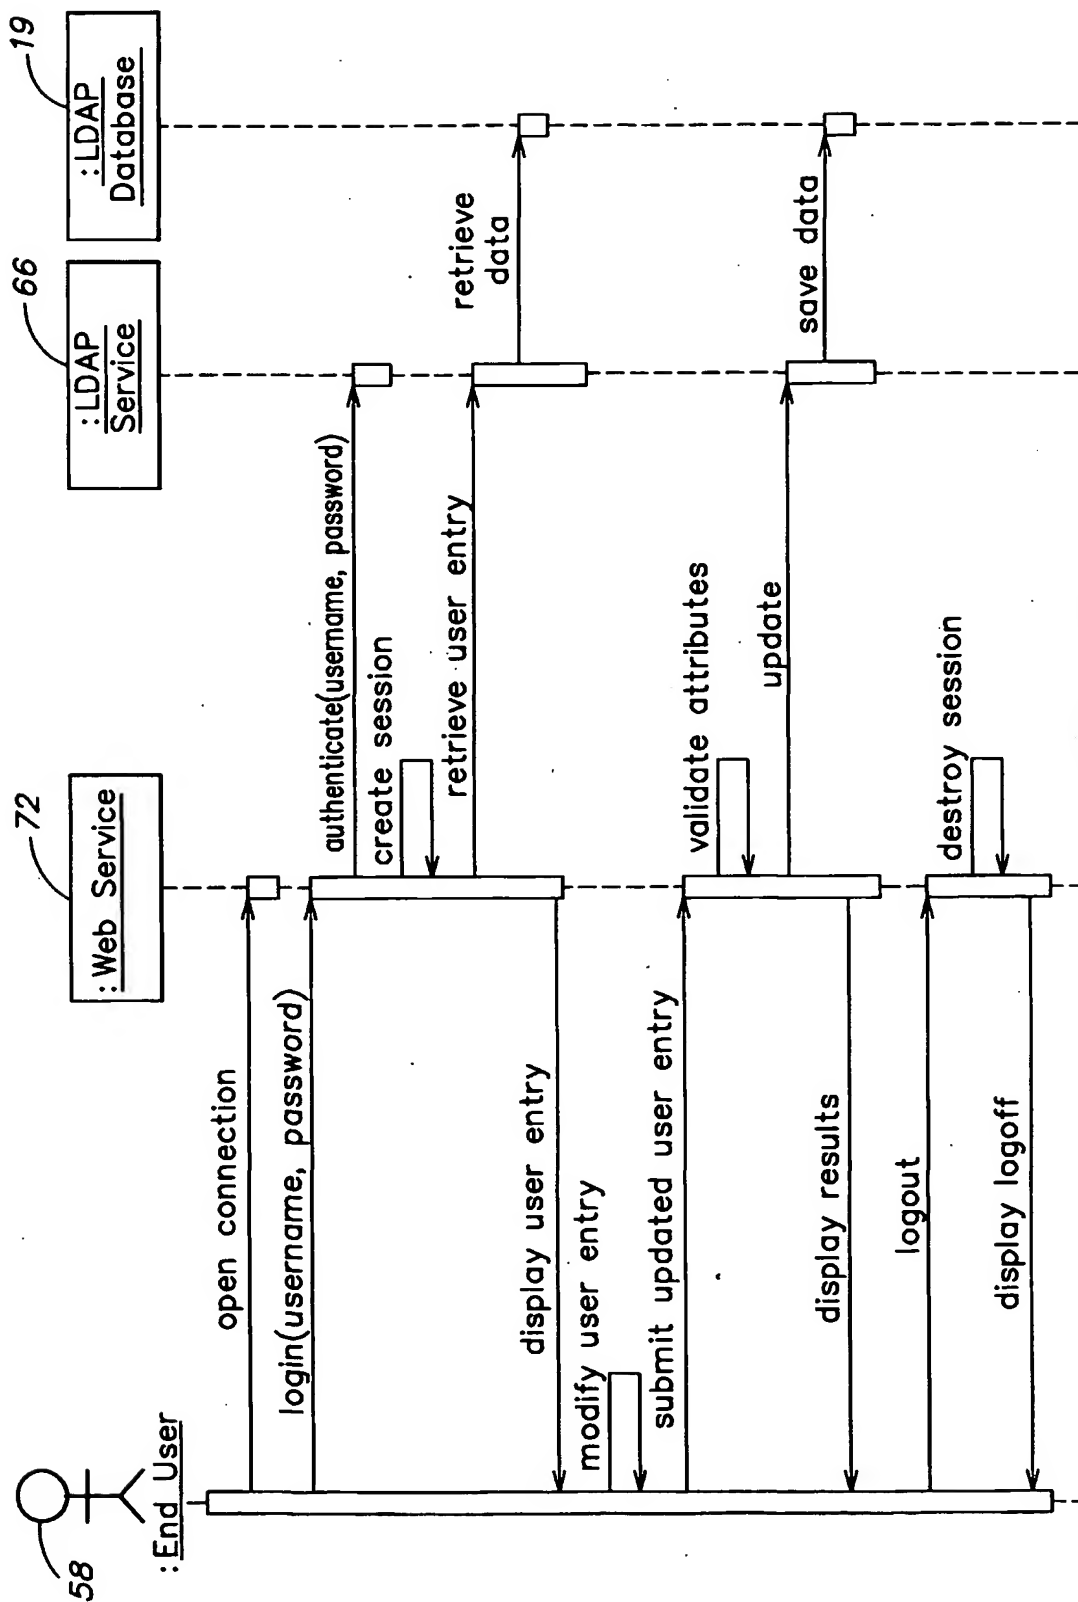 58
:End User
72
:Web Service
66
:LDAP
Service
19
:LDAP
Database
open connection
login(username, password)
authenticate(username, password)
create session
retrieve user entry
retrieve
data
display user entry
modify user entry
submit updated user entry
validate attributes
update
save data
display results
logout
destroy session
display logoff